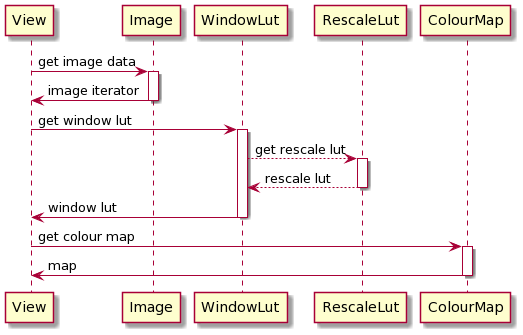 View Image WindowLut RescaleLut ColourMap
get image data
image iterator
get window lut
get rescale lut
rescale lut
window lut
get colour map
map
View Image WindowLut RescaleLut ColourMap